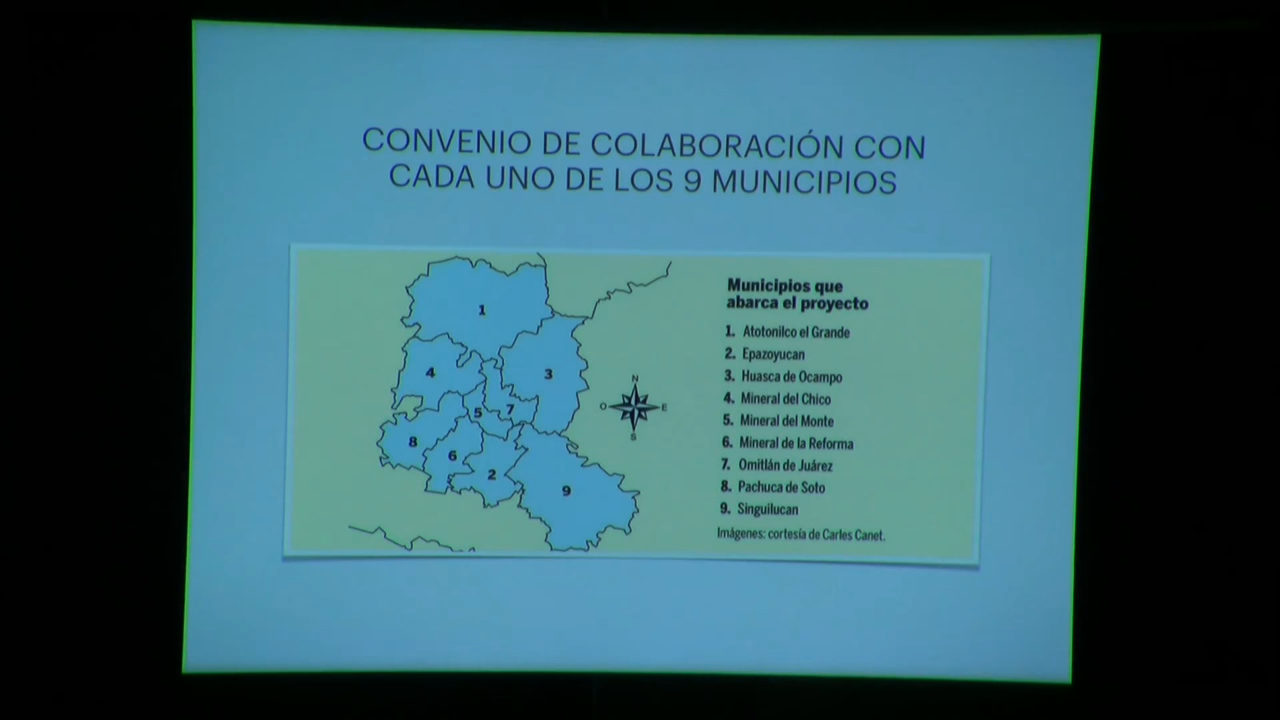 CONVENIO DE COLABORACIÓN CON
CADA UNO DE LOS 9 MUNICIPIOS
1
4
3
5
7
8
6
2
9
N
O
E
S
Municipios que
abarca el proyecto
1. Atotonilco el Grande
2. Epazoyucan
3. Huasca de Ocampo
4. Mineral del Chico
5. Mineral del Monte
6. Mineral de la Reforma
7. Omitlán de Juárez
8. Pachuca de Soto
9. Singuilucan
Imágenes: cortesía de Carles Canet.